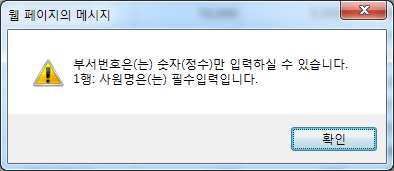 웹 페이지의 메시지
부서번호은(는) 숫자(정수)만 입력하실 수 있습니다.
1행: 사원명은(는) 필수입력입니다.
확인